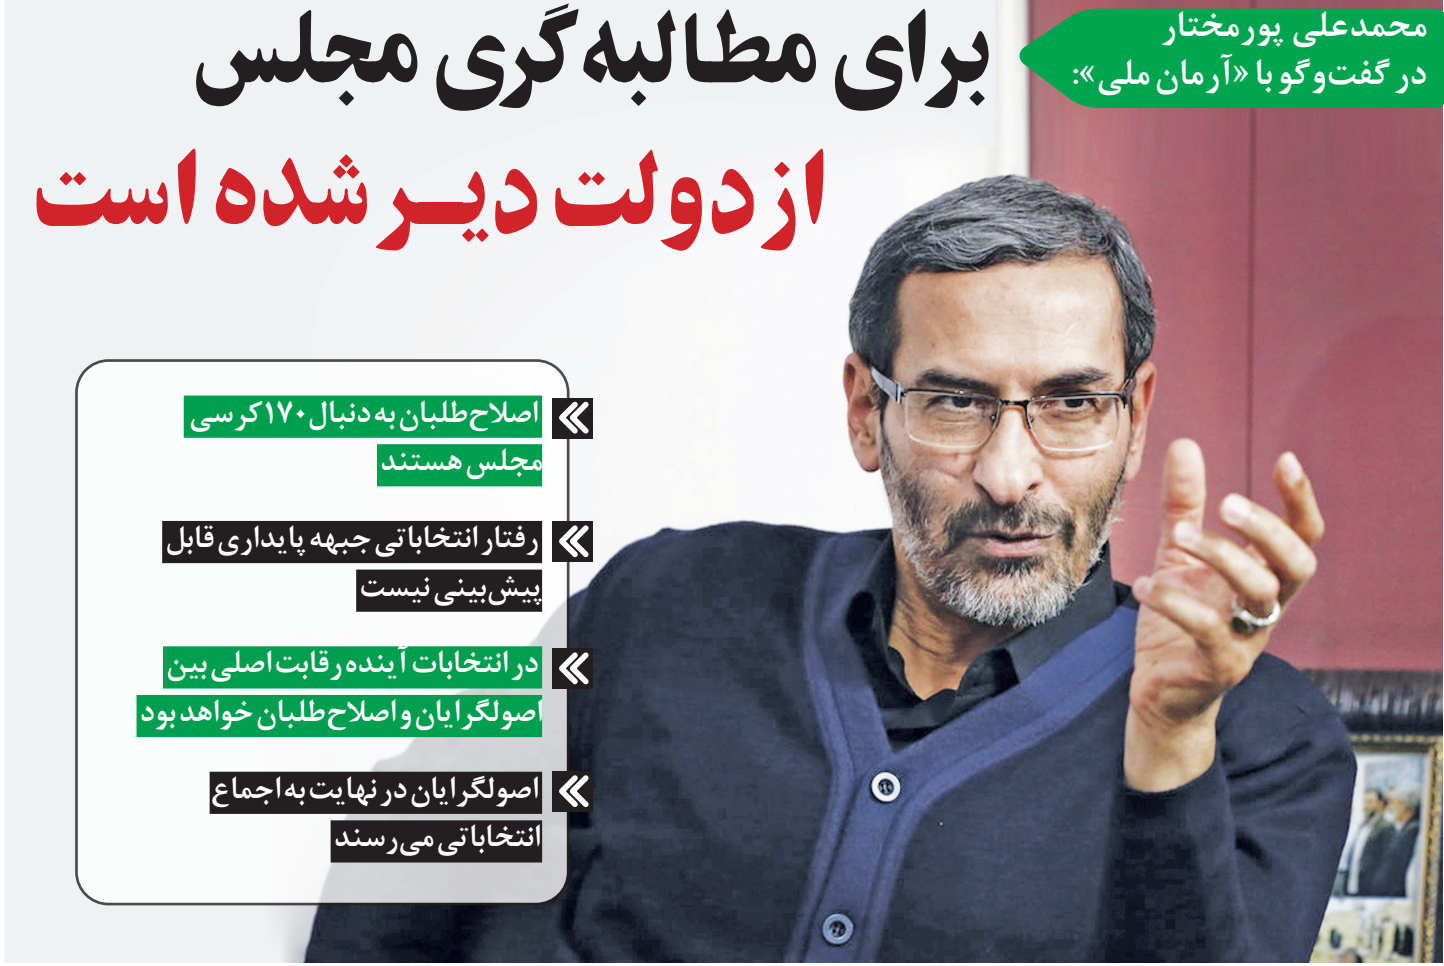 محمدعلی پورمختار
در گفت‌وگو با «آرمان ملی»:
برای مطالبه‌گری مجلس
از دولت دیـر شده است
اصلاح‌طلبان به دنبال ۱۷۰ کرسی
مجلس هستند
رفتار انتخاباتی جبهه پایداری قابل
پیش‌بینی نیست
در انتخابات آینده رقابت اصلی بین
اصولگرایان و اصلاح‌طلبان خواهد بود
اصولگرایان در نهایت به اجماع
انتخاباتی می‌رسند